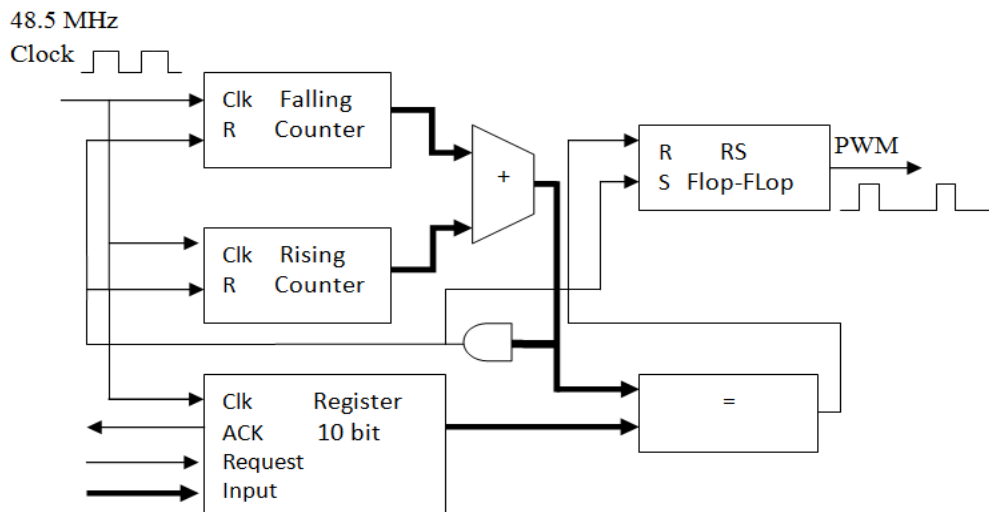 48.5 MHz
Clock
Clk Falling
R Counter
+
R RS
S Flop-FLop
PWM
Clk Rising
R Counter
Clk Register
ACK 10 bit
Request
Input
=